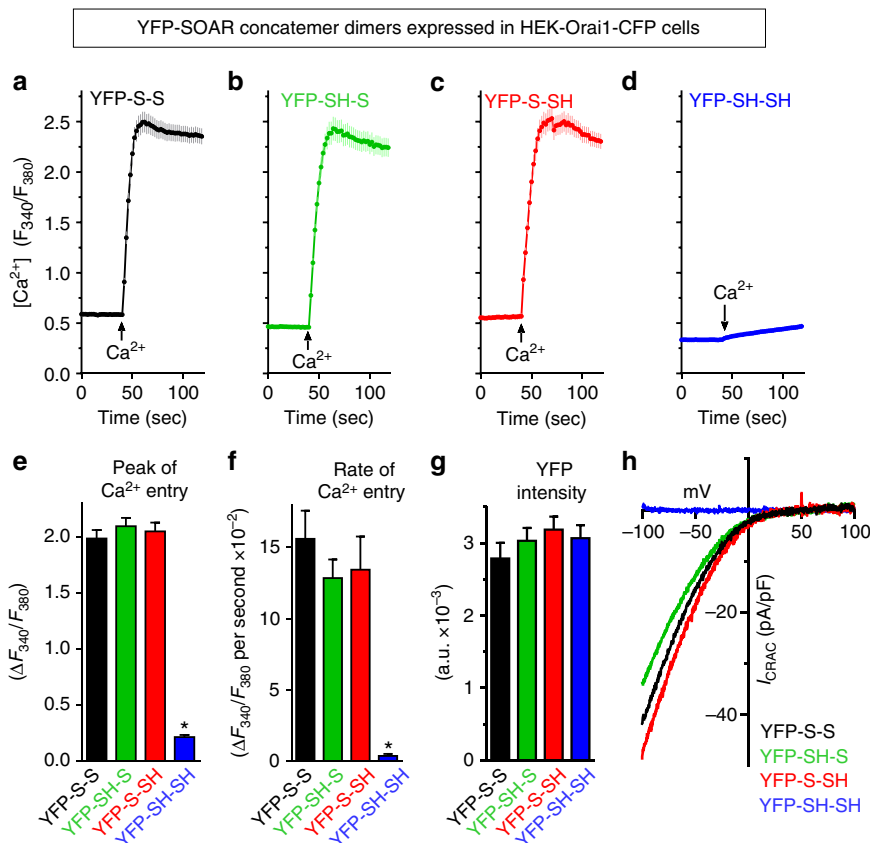 YFP-SOAR concatemer dimers expressed in HEK-Orai1-CFP cells
a b c d
YFP-S-S YFP-SH-S YFP-S-SH YFP-SH-SH
[Ca2+] (F340/F380)
2.5
2.0
1.5
1.0
0.5
0.0
Ca2+ Ca2+ Ca2+ Ca2+
0 50 100 0 50 100 0 50 100 0 50 100
Time (sec) Time (sec) Time (sec) Time (sec)
e
Peak of
Ca2+ entry
(ΔF340/F380)
2.0
1.5
1.0
0.5
0.0
*
YFP-S-S
YFP-SH-S
YFP-S-SH
YFP-SH-SH
f
Rate of
Ca2+ entry
(ΔF340/F380 per second ×10−2)
15
10
5
0
*
YFP-S-S
YFP-SH-S
YFP-S-SH
YFP-SH-SH
g
YFP
intensity
(a.u. ×10−3)
3
2
1
0
YFP-S-S
YFP-SH-S
YFP-S-SH
YFP-SH-SH
h
mV
−100 −50 0 50 100
−20
−40
ICRAC (pA/pF)
YFP-S-S
YFP-SH-S
YFP-S-SH
YFP-SH-SH